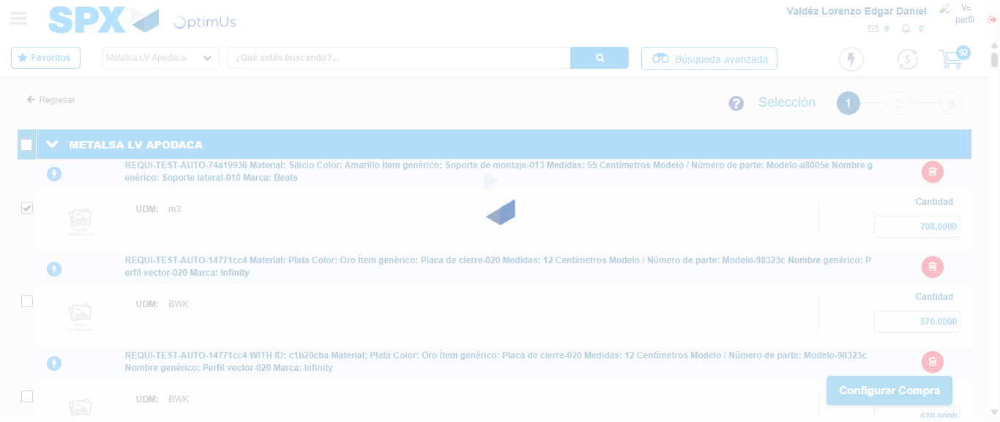 SPX
OptimUs
Valdéz Lorenzo Edgar Daniel
0
0
perfil
Favoritos
Metalsa LV Apodaca
¿Qué estás buscando?...
Búsqueda avanzada
92
Regresar
Selección
1
2
3
METALSA LV APODACA
REQUI-TEST-AUTO-74a19936 Material: Silicio Color: Amarillo Ítem genérico: Soporte de montaje-013 Medidas: 55 Centímetros Modelo / Número de parte: Modelo-a8005e Nombre g
enérico: Soporte lateral-010 Marca: Beats
UDM: m3
Cantidad
708.0000
REQUI-TEST-AUTO-14771cc4 Material: Plata Color: Oro Ítem genérico: Placa de cierre-020 Medidas: 12 Centímetros Modelo / Número de parte: Modelo-98323c Nombre genérico: P
erfil vector-020 Marca: Infinity
UDM: BWK
Cantidad
570.0000
REQUI-TEST-AUTO-14771cc4 WITH ID: c1b20cba Material: Plata Color: Oro Ítem genérico: Placa de cierre-020 Medidas: 12 Centímetros Modelo / Número de parte: Modelo-98323c
Nombre genérico: Perfil vector-020 Marca: Infinity
Configurar Compra
UDM: BWK
570.0000